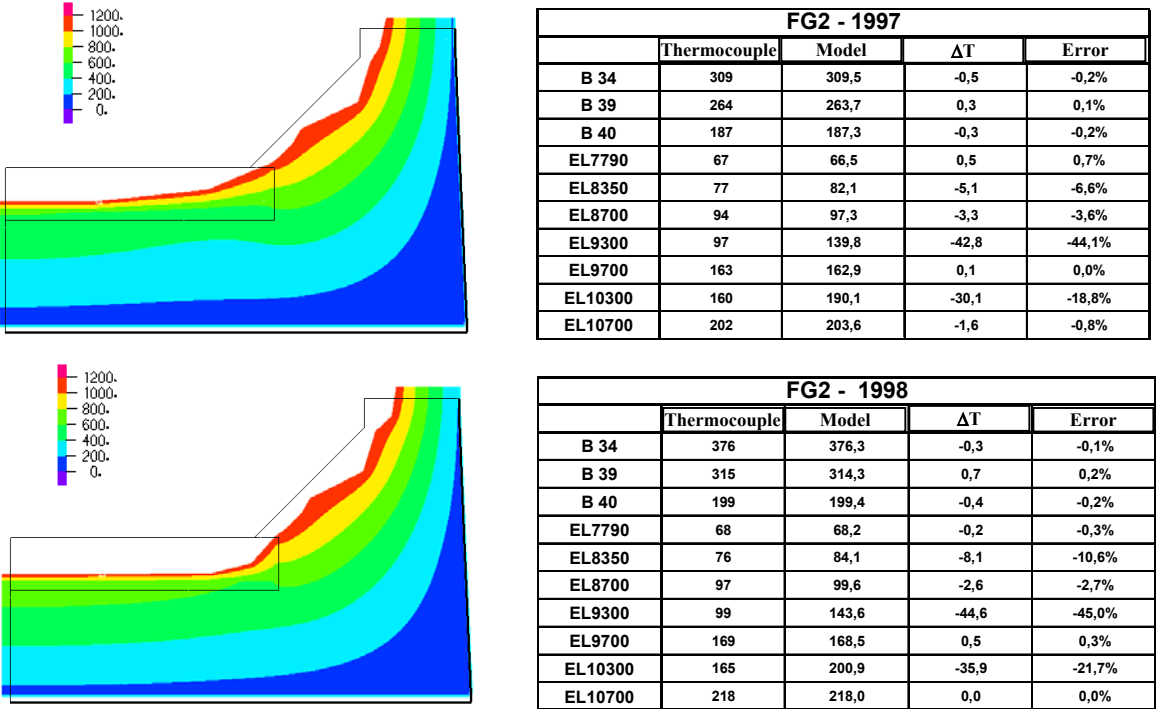 1200.
1000.
800.
600.
400.
200.
0.
FG2 - 1997
Thermocouple Model ΔT Error
B 34 309 309,5 -0,5 -0,2%
B 39 264 263,7 0,3 0,1%
B 40 187 187,3 -0,3 -0,2%
EL7790 67 66,5 0,5 0,7%
EL8350 77 82,1 -5,1 -6,6%
EL8700 94 97,3 -3,3 -3,6%
EL9300 97 139,8 -42,8 -44,1%
EL9700 163 162,9 0,1 0,0%
EL10300 160 190,1 -30,1 -18,8%
EL10700 202 203,6 -1,6 -0,8%
1200.
1000.
800.
600.
400.
200.
0.
FG2 - 1998
Thermocouple Model ΔT Error
B 34 376 376,3 -0,3 -0,1%
B 39 315 314,3 0,7 0,2%
B 40 199 199,4 -0,4 -0,2%
EL7790 68 68,2 -0,2 -0,3%
EL8350 76 84,1 -8,1 -10,6%
EL8700 97 99,6 -2,6 -2,7%
EL9300 99 143,6 -44,6 -45,0%
EL9700 169 168,5 0,5 0,3%
EL10300 165 200,9 -35,9 -21,7%
EL10700 218 218,0 0,0 0,0%